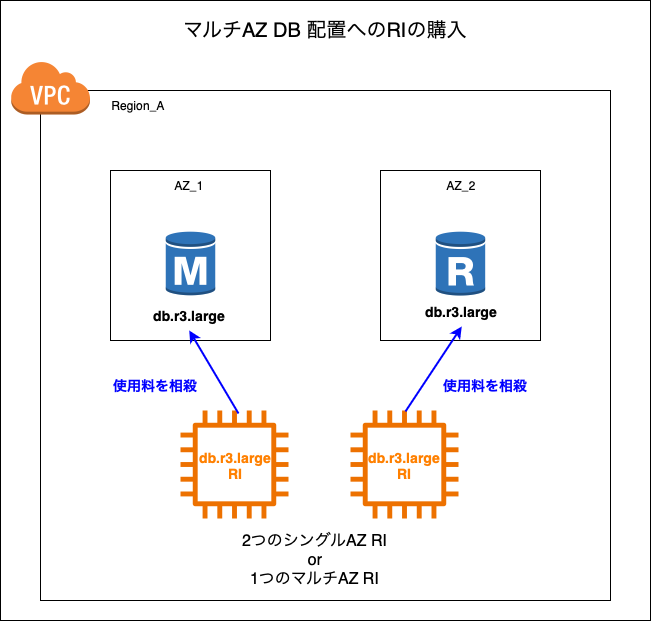 マルチAZ DB 配置へのRIの購入
VPC
Region_A
AZ_1
AZ_2
M
R
db.r3.large
db.r3.large
使用料を相殺
使用料を相殺
db.r3.large
RI
db.r3.large
RI
2つのシングルAZ RI
or
1つのマルチAZ RI